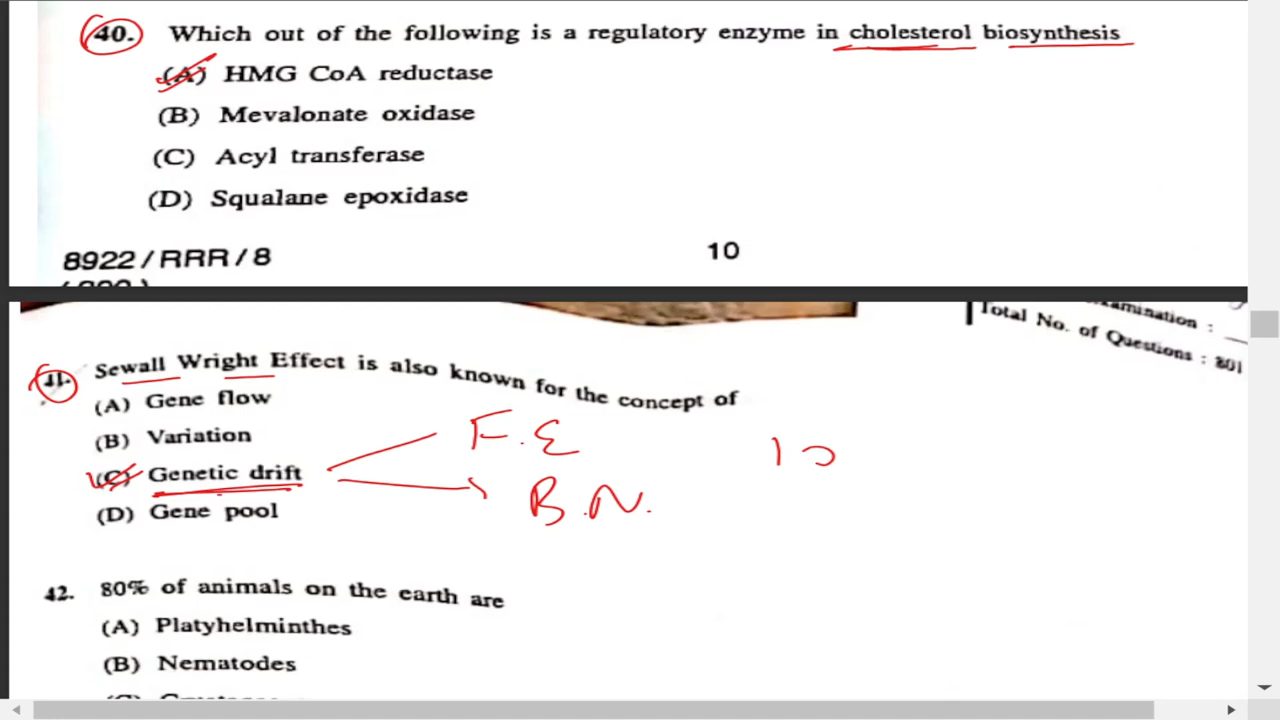 40. Which out of the following is a regulatory enzyme in cholesterol biosynthesis
(A) HMG CoA reductase
(B) Mevalonate oxidase
(C) Acyl transferase
(D) Squalane epoxidase
8922 / RRR / 8
10
Total No. of Questions : 801
41. Sewall Wright Effect is also known for the concept of
(A) Gene flow
(B) Variation
(C) Genetic drift
(D) Gene pool
F.E
B.N.
42. 80% of animals on the earth are
(A) Platyhelminthes
(B) Nematodes